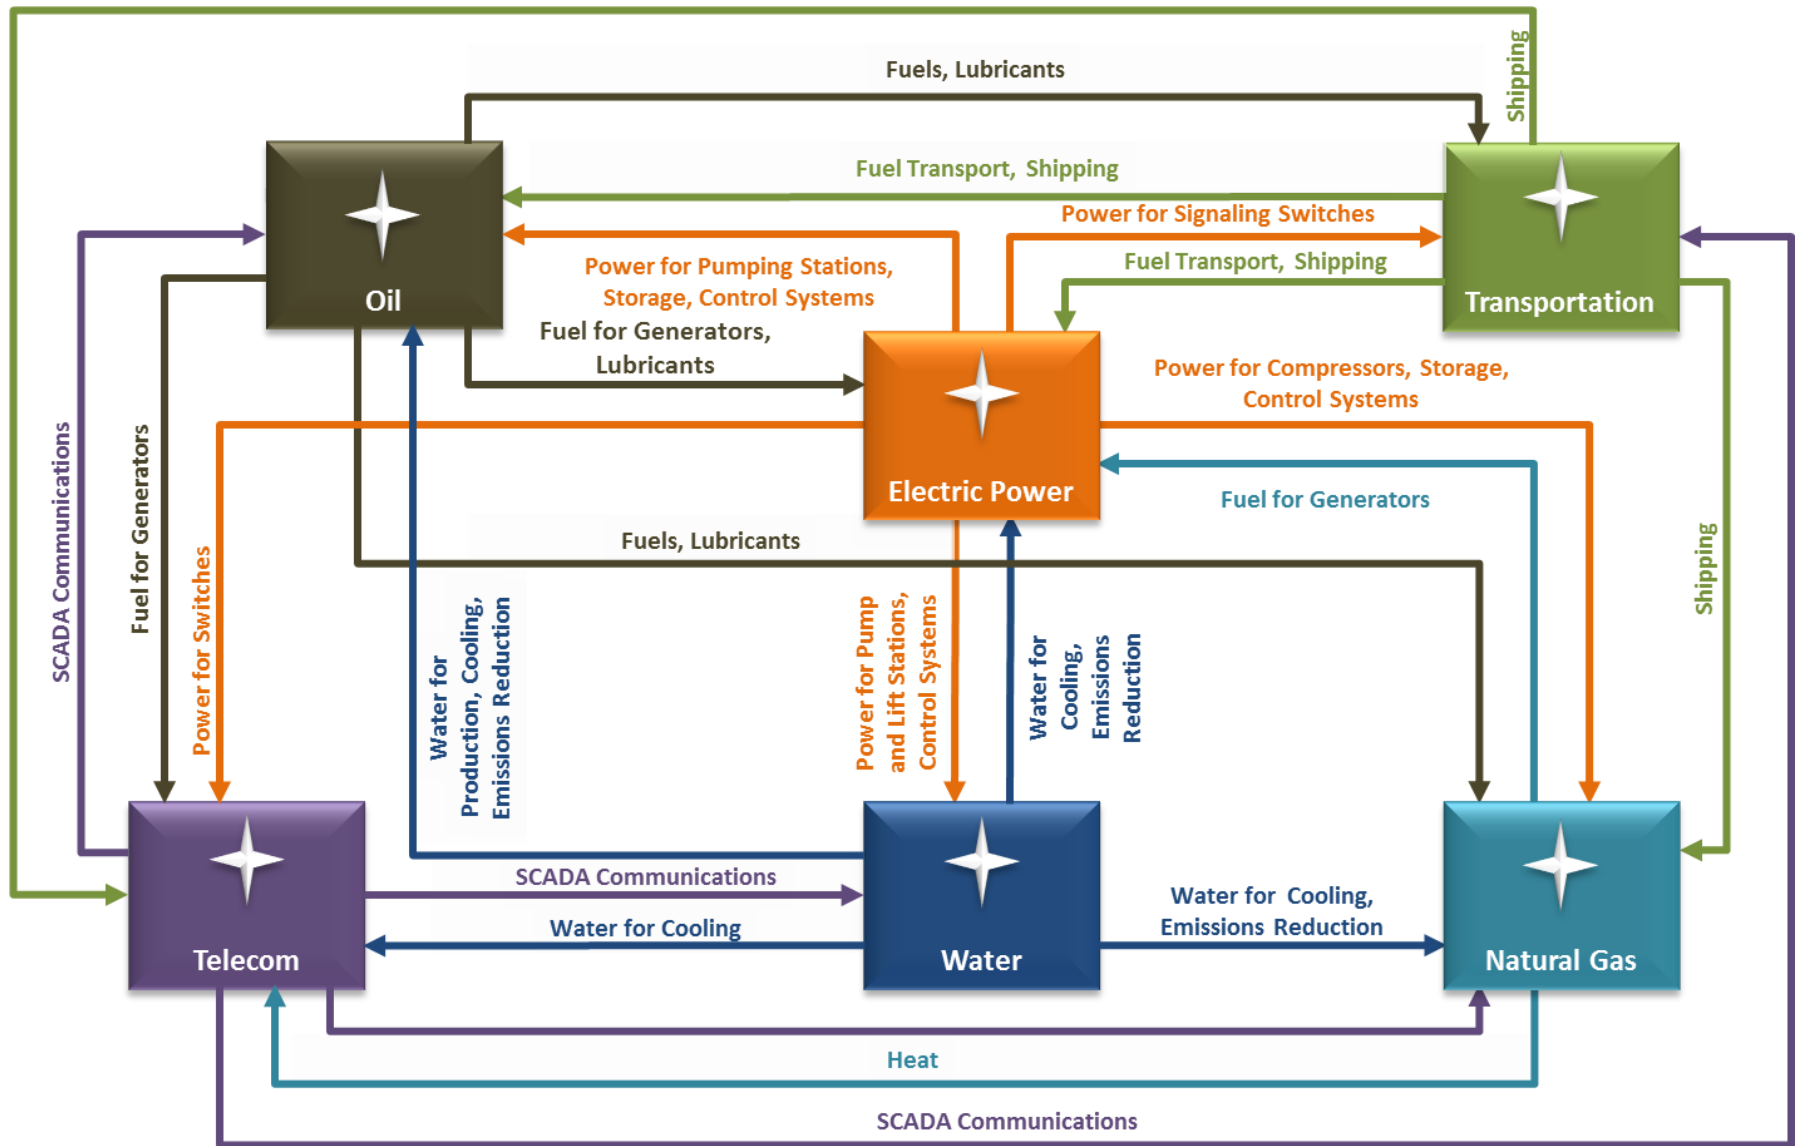 Shipping
Fuels, Lubricants
Fuel Transport, Shipping
Power for Signaling Switches
Fuel Transport, Shipping
Power for Pumping Stations,
Storage, Control Systems
Oil
Transportation
Fuel for Generators,
Lubricants
Power for Compressors, Storage,
Control Systems
Electric Power
Fuel for Generators
SCADA Communications
Fuel for Generators
Power for Switches
Fuels, Lubricants
Water for
Production, Cooling,
Emissions Reduction
Power for Pump
and Lift Stations,
Control Systems
Water for
Cooling,
Emissions
Reduction
Shipping
SCADA Communications
Water for Cooling
Water for Cooling,
Emissions Reduction
Telecom
Water
Natural Gas
Heat
SCADA Communications